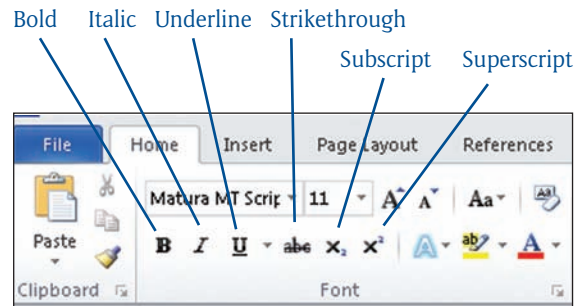 Bold Italic Underline Strikethrough
Subscript Superscript
File Home Insert Page Layout References
Matura MT Scrip 11 A A Aa
Paste B I U abc X₂ X² A ab A
Clipboard Font